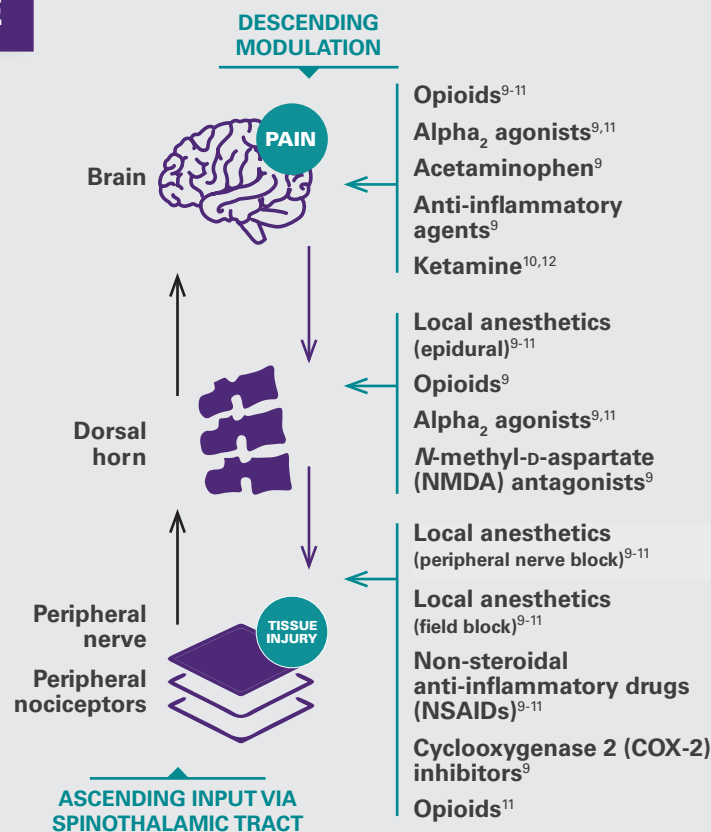 DESCENDING
MODULATION
PAIN
Brain
Opioids9-11
Alpha2 agonists9,11
Acetaminophen9
Anti-inflammatory
agents9
Ketamine10,12
Dorsal
horn
Local anesthetics
(epidural)9-11
Opioids9
Alpha2 agonists9,11
N-methyl-D-aspartate
(NMDA) antagonists9
Peripheral
nerve
Peripheral
nociceptors
TISSUE
INJURY
Local anesthetics
(peripheral nerve block)9-11
Local anesthetics
(field block)9-11
Non-steroidal
anti-inflammatory drugs
(NSAIDs)9-11
Cyclooxygenase 2 (COX-2)
inhibitors9
Opioids11
ASCENDING INPUT VIA
SPINOTHALAMIC TRACT